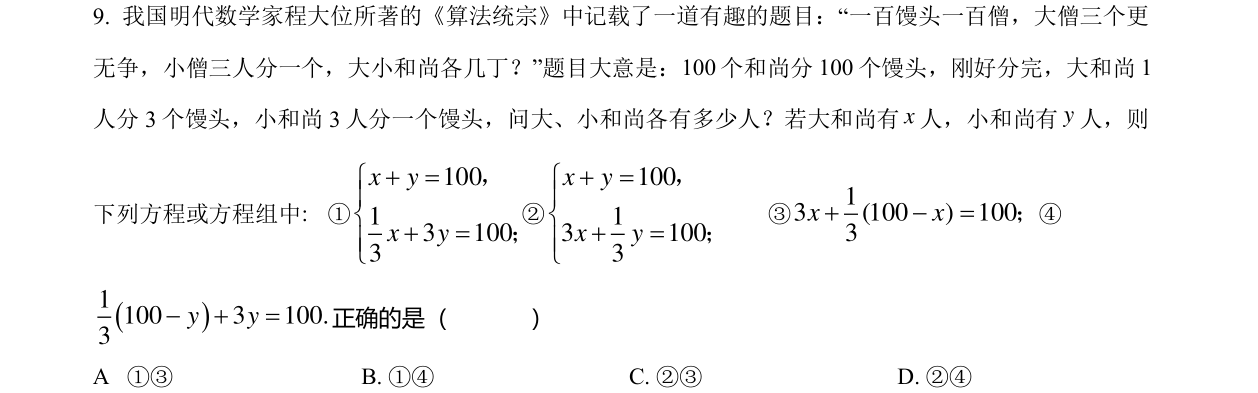 9. 我国明代数学家程大位所著的《算法统宗》中记载了一道有趣的题目：“一百馒头一百僧，大僧三个更
无争，小僧三人分一个，大小和尚各几丁？”题目大意是：100 个和尚分 100 个馒头，刚好分完，大和尚 1
人分 3 个馒头，小和尚 3 人分一个馒头，问大、小和尚各有多少人？若大和尚有 x 人，小和尚有 y 人，则
下列方程或方程组中: ①{x + y = 100， 1/3 x + 3y = 100；②{x + y = 100， 3x + 1/3 y = 100； ③3x + 1/3 (100 − x) = 100；④
1/3 (100 − y) + 3y = 100. 正确的是（ ）
A ①③ B. ①④ C. ②③ D. ②④